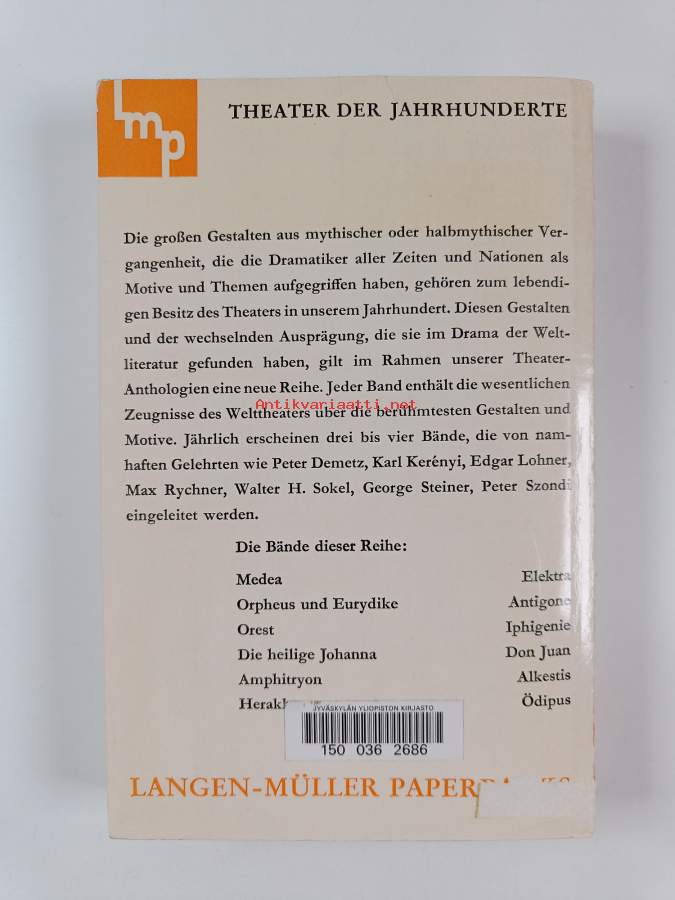 lmp
THEATER DER JAHRHUNDERTE
Die großen Gestalten aus mythischer oder halbmythischer Ver-
gangenheit, die die Dramatiker aller Zeiten und Nationen als
Motive und Themen aufgegriffen haben, gehören zum lebendi-
gen Besitz des Theaters in unserem Jahrhundert. Diesen Gestalten
und der wechselnden Ausprägung, die sie im Drama der Welt-
literatur gefunden haben, gilt im Rahmen unserer Theater-
Anthologien eine neue Reihe. Jeder Band enthält die wesentlichen
Antikvariaatti.net
Zeugnisse des Welttheaters über die berühmtesten Gestalten und
Motive. Jährlich erscheinen drei bis vier Bände, die von nam-
haften Gelehrten wie Peter Demetz, Karl Kerényi, Edgar Lohner,
Max Rychner, Walter H. Sokel, George Steiner, Peter Szondi
eingeleitet werden.
Die Bände dieser Reihe:
Medea Elektra
Orpheus und Eurydike Antigone
Orest Iphigenie
Die heilige Johanna Don Juan
Amphitryon Alkestis
Ödipus
JYVÄSKYLÄN YLIOPISTON KIRJASTO
150 036 2686
LANGEN-MÜLLER